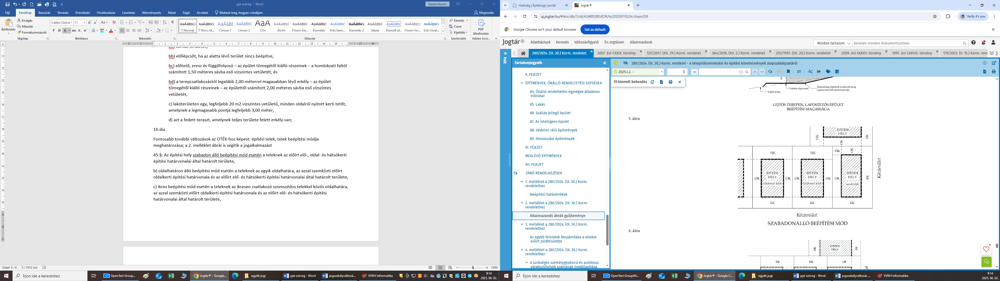 ppt szöveg - Word
Bejelentkezés
Fájl Kezdőlap Beszúrás Tervezés Elrendezés Hivatkozások Levelezés Véleményezés Nézet Súgó Acrobat Mutasd meg, hogyan csináljam
Megosztás
Beillesztés
Kivágás
Másolás
Formátummásoló
Vágólap
Calibri (Szöve 11
Betűtípus
Bekezdés
¶ Normál ¶ Nincs té... Címsor 1 Címsor 2 Cím Alcím Finom kie... Kiemelés Erős kiem... Kiemelés 2 Idézet Kiemelt id... Finom hiv... Erős hivat...
Stílusok
Keresés
Csere
Kijelölés
Szerkesztés
PDF létrehozása
Adobe Acro...
bb) előlépcsőt, ha az alatta lévő terület nincs beépítve,
bc) előtető, eresz és függőfolyosó – az épület tömegétől kiálló részeinek – a homlokzati faltól
számított 1,50 méteres sávba eső vízszintes vetületét, és
bd) a terepcsatlakozástól legalább 2,00 méterrel magasabban lévő erkély – az épület
tömegétől kiálló részeinek – az épülettől számított 2,00 méteres sávba eső vízszintes
vetületét,
c) lakóterületen egy, legfeljebb 20 m2 vízszintes vetületű, minden oldalról nyitott kerti tetőt,
amelynek a legmagasabb pontja legfeljebb 3,00 méter,
d) azt a fedett teraszt, amelynek teljes területe felett erkély van;
16 dia
Fontosabb további változások az OTÉK-hoz képest: építési telek, telek beépítési módja
meghatározása; a 2. melléklet ábrái is segítik a jogalkalmazást
45.§: Az építési hely szabadon álló beépítési mód esetén a teleknek az előírt elő-, oldal- és hátsókerti
építési határvonalai által határolt területe,
b) oldalhatáron álló beépítési mód esetén a teleknek az egyik oldalhatára, az azzal szemközti előírt
oldalkerti építési határvonala és az előírt elő- és hátsókerti építési határvonalai által határolt területe,
c) ikres beépítési mód esetén a teleknek az ikresen csatlakozó szomszédos telekkel közös oldalhatára,
az azzal szemközti előírt oldalkerti építési határvonala és az előírt elő- és hátsókerti építési
határvonalai által határolt területe,
Oldal: 5 / 6 5 / 1812 szó
124%
Írjon ide a kereséshez
OpenText Group... Jogtár® - Google... egyéb jogi ppt szöveg - Word jogszabályváltozá... VVKH Informatika
9:14
2025. 06. 02.
Hatóság | Építésügyi portál
Jogtár®
uj.jogtar.hu/#doc/db/1/id/A2400280.KOR/ts/20250102/lr/chain259
Verify it's you
Google Chrome isn't your default browser
Set as default
Jogtár®
Adatbázisok Keresés Változásfigyelő Én Jogtáram Alkalmazások
Minden tartalom
Keresés minden dokumentumban
Pult
280/2024. (IX. 30.) Korm. rendelet
2007. évi CXXIX. törvény
531/2017. (XII. 29.) Korm. rendelet
384/2016. (XII. 2.) Korm. rendelet
253/1997. (XII. 20.) Korm. rendelet
2009. évi XXXVII. törvény
1997. évi LXXVIII. törvény
179/2023. (V. 15.) Korm. ren
Tartalomjegyzék
280/2024. (IX. 30.) Korm. rendelet - a településrendezési és építési követelmények alapszabályzatáról
2025.I.2. -
§
19 kiemelt bekezdés
X. FEJEZET
ÉPÍTMÉNYEK, ÖNÁLLÓ RENDELTETÉSI EGYSÉGEK
84. Önálló rendeltetési egységek általános
előírásai
85. Lakás
86. Szállás jellegű épület
87. Az intelligens épület
88. Védelmi célú építmények
89. Felvonulási építmények
XI. FEJEZET
MEGLÉVŐ ÉPÍTMÉNYEK
XII. FEJEZET
ZÁRÓ RENDELKEZÉSEK
1. melléklet a 280/2024. (IX. 30.) Korm.
rendelethez
Beépítési határértékek
2. melléklet a 280/2024. (IX. 30.) Korm.
rendelethez
Alkalmazandó ábrák gyűjteménye
3. melléklet a 280/2024. (IX. 30.) Korm.
rendelethez
Az egyéb felületek beszámítása a telekre
előírt zöldfelületbe
4. melléklet a 280/2024. (IX. 30.) Korm.
rendelethez
A szükséges személygépkocsi és autóbusz
várakozóhelyek számának megállapítása
Lejtős terep
Vetített alapvonal
Műszakilag indokolt rendezett terep
legalacsonyabb metszéspontja
LEJTŐS TEREPEN, LAPOSTETŐS ÉPÜLET
BEÉPÍTÉSI MAGASSÁGA
5. ábra
HK ÉPÍTÉSI HELY EK
OK
HK HK HK OK
ÉPÍTÉSI HELY közbenső telek
ÉPÍTÉSI HELY közbenső telek
ÉPÍTÉSI HELY saroktelek
OK OK OK OK OK EK
EK EK EK
Közterület
Közterület
SZABADONÁLLÓ BEÉPÍTÉSI MÓD
6. ábra
HK ÉPÍTÉSI HELY EK
HK HK OK
Írjon ide a kereséshez
OpenText GroupWi... Jogtár® - Google C... egyéb jogi ppt szöveg - Word jogszabályváltozás ... VVKH Informatika
9:14
2025. 06. 02.